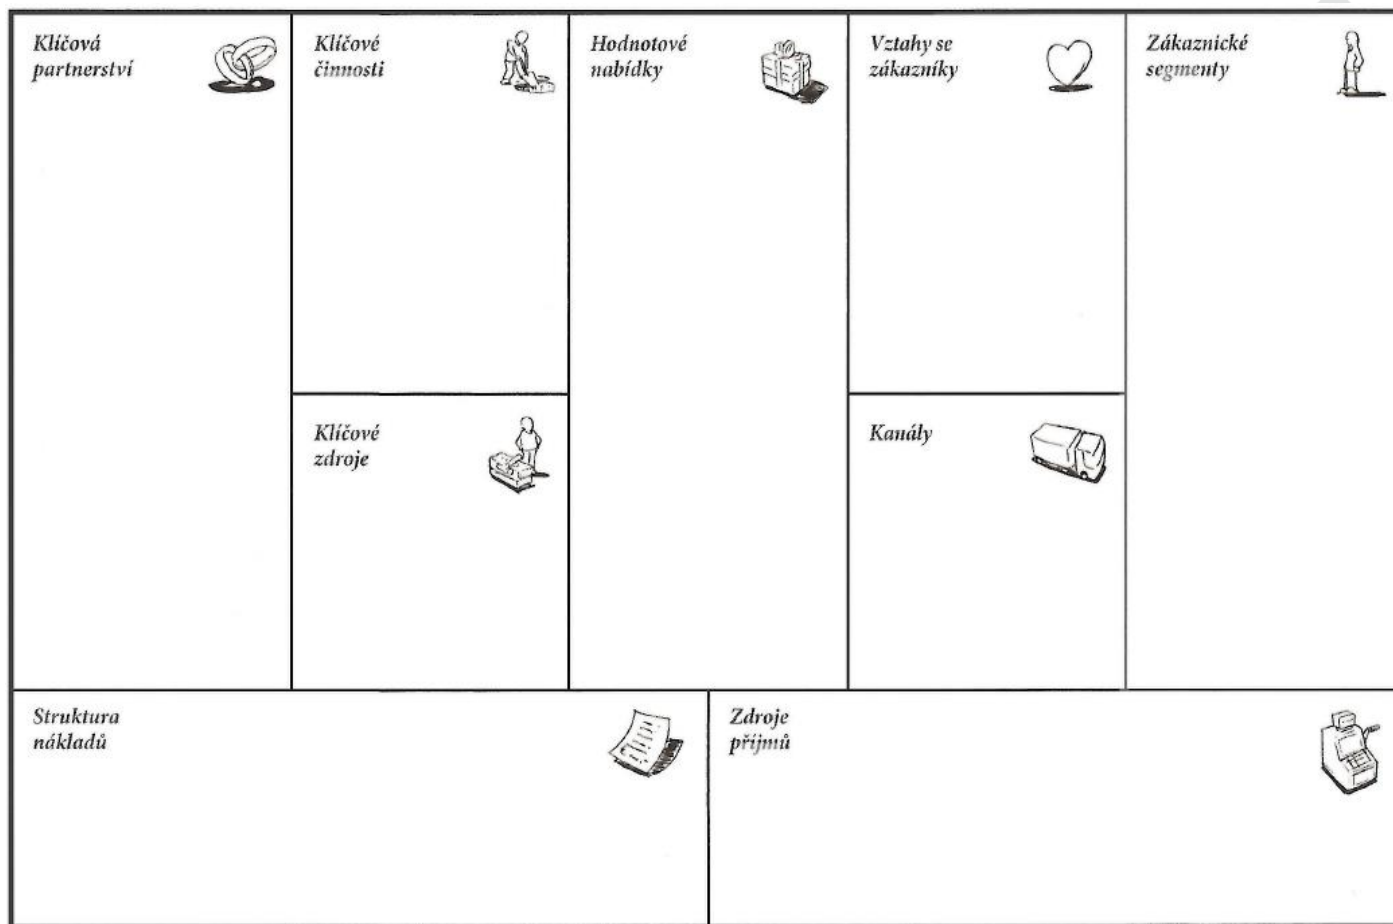 Klíčová
partnerství
Klíčové
činnosti
Hodnotové
nabídky
Vztahy se
zákazníky
Zákaznické
segmenty
Klíčové
zdroje
Kanály
Struktura
nákladů
Zdroje
příjmů